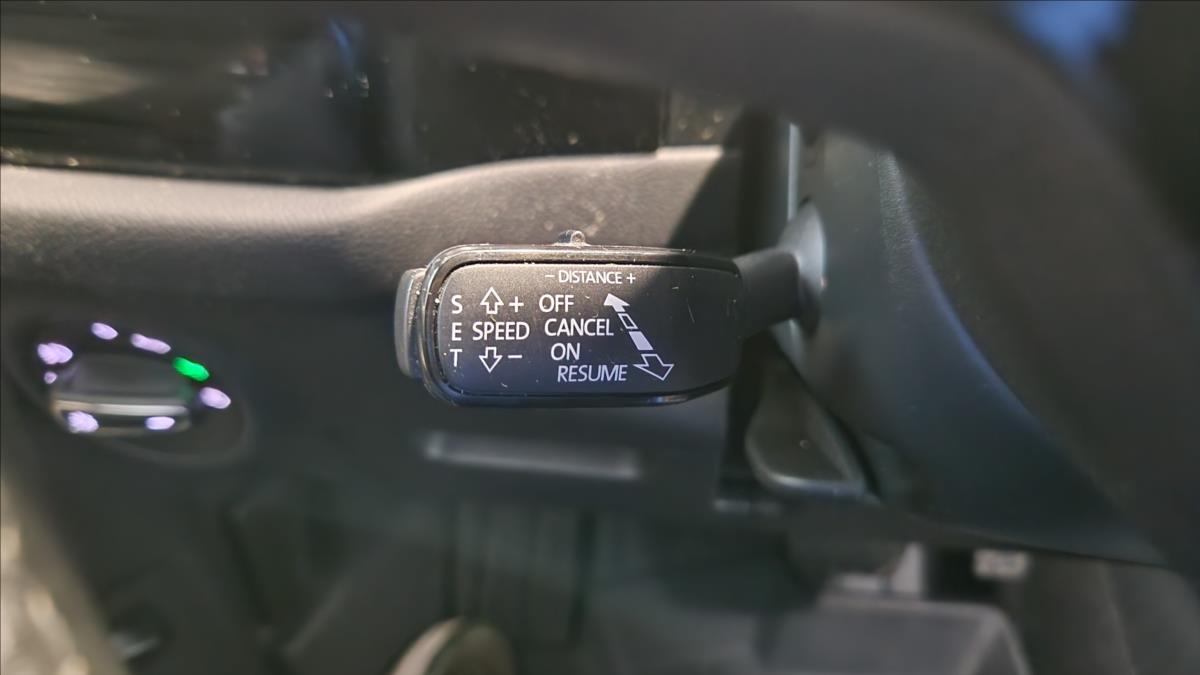 − DISTANCE +
S + OFF
E SPEED CANCEL
T − ON
RESUME